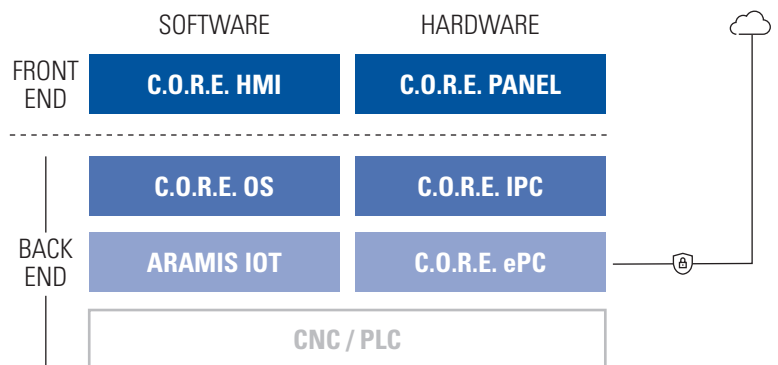 SOFTWARE HARDWARE
FRONT
END
C.O.R.E. HMI C.O.R.E. PANEL
C.O.R.E. OS C.O.R.E. IPC
BACK
END
ARAMIS IOT C.O.R.E. ePC
CNC / PLC